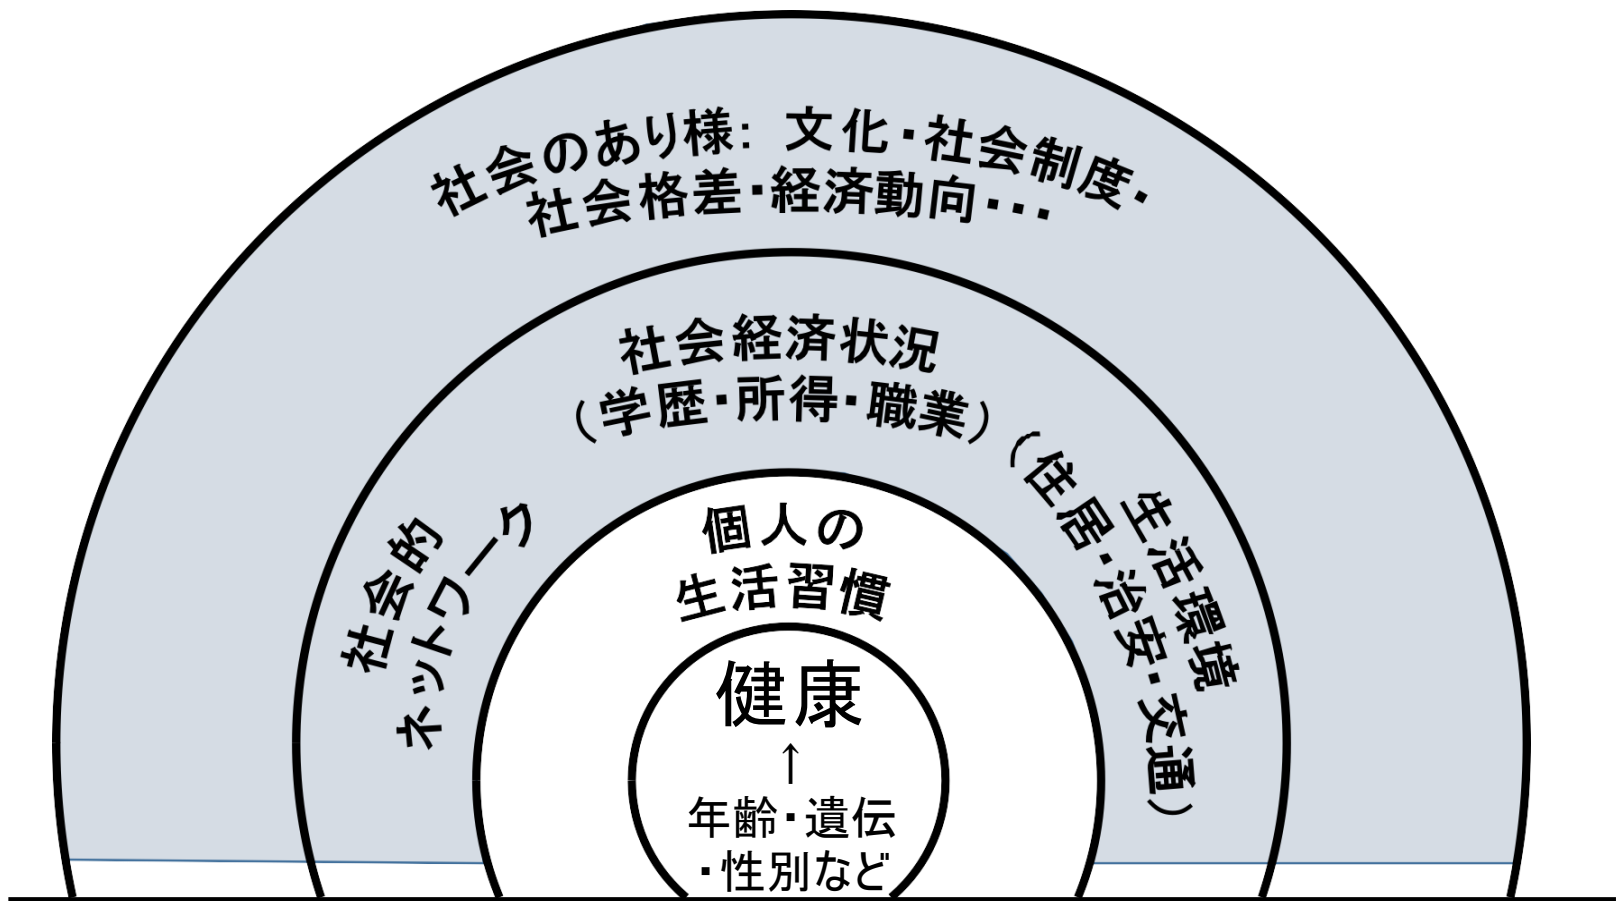 社会のあり様: 文化・社会制度・
社会格差・経済動向・・・
社会経済状況
（学歴・所得・職業）
社会的
ネットワーク
生活環境
（住居・治安・交通）
個人の
生活習慣
健康
↑
年齢・遺伝
・性別など